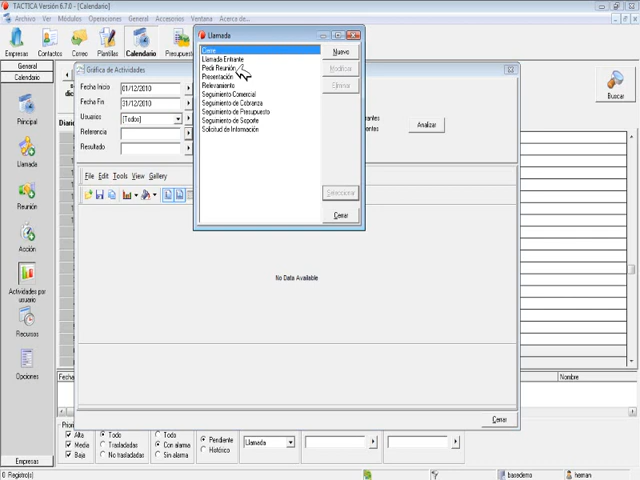 TACTICA Versión 6.7.0 - [Calendario]
Archivo Ver Módulos Operaciones General Accesorios Ventana Acerca de...
Empresas Contactos Correo Plantillas Calendario Presupuesto
General
Calendario
Principal
Llamada
Reunión
Acción
Actividades por usuario
Recursos
Opciones
Empresas
Buscar
Gráfica de Actividades
Fecha Inicio 01/12/2010
Fecha Fin 31/12/2010
Usuarios [Todos]
Referencia
Resultado
Analizar
File Edit Tools View Gallery
No Data Available
Cerrar
Llamada
Cierre
Llamada Entrante
Pedir Reunión
Presentación
Relevamiento
Seguimiento Comercial
Seguimiento de Cobranza
Seguimiento de Presupuesto
Seguimiento de Soporte
Solicitud de Información
Nuevo
Modificar
Eliminar
Seleccionar
Cerrar
Fecha
Nombre
Alta Todo Todo Pendiente Llamada
Media Trasladadas Con alarma Histórico
Baja No trasladadas Sin alarma
0 Registro(s) basedemo hernan